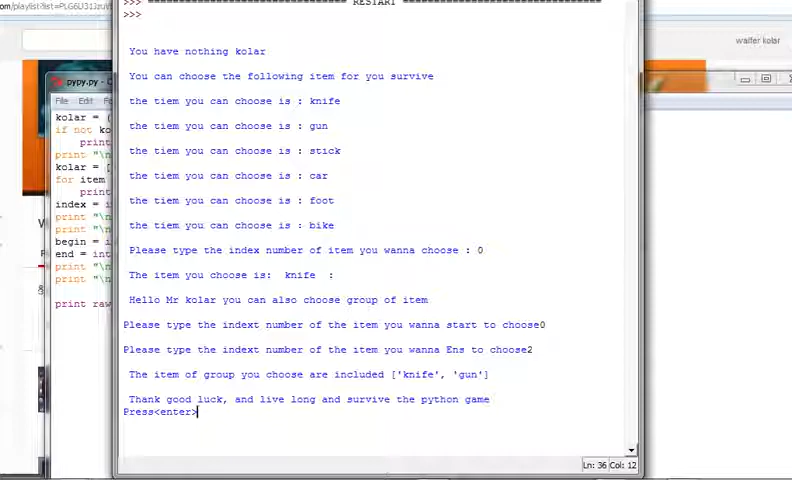 om/playlist?list=PLG6U31Jzu
>>> ================================ RESTART ================================
>>>
walfer kolar
You have nothing kolar
You can choose the following item for you survive
pypy.py -
File Edit Fo
the tiem you can choose is : knife
kolar = (
the tiem you can choose is : gun
if not ko
prin
the tiem you can choose is : stick
print "\n
kolar = [
the tiem you can choose is : car
for item
prin
the tiem you can choose is : foot
index = i
print "\n
the tiem you can choose is : bike
print "\n
begin = i
Please type the index number of item you wanna choose : 0
end = int
print "\n
The item you choose is: knife :
print "\n
Hello Mr kolar you can also choose group of item
print raw
Please type the indext number of the item you wanna start to choose0
Please type the indext number of the item you wanna Ens to choose2
The item of group you choose are included ['knife', 'gun']
Thank good luck, and live long and survive the python game
Press<enter>
Ln: 36 Col: 12